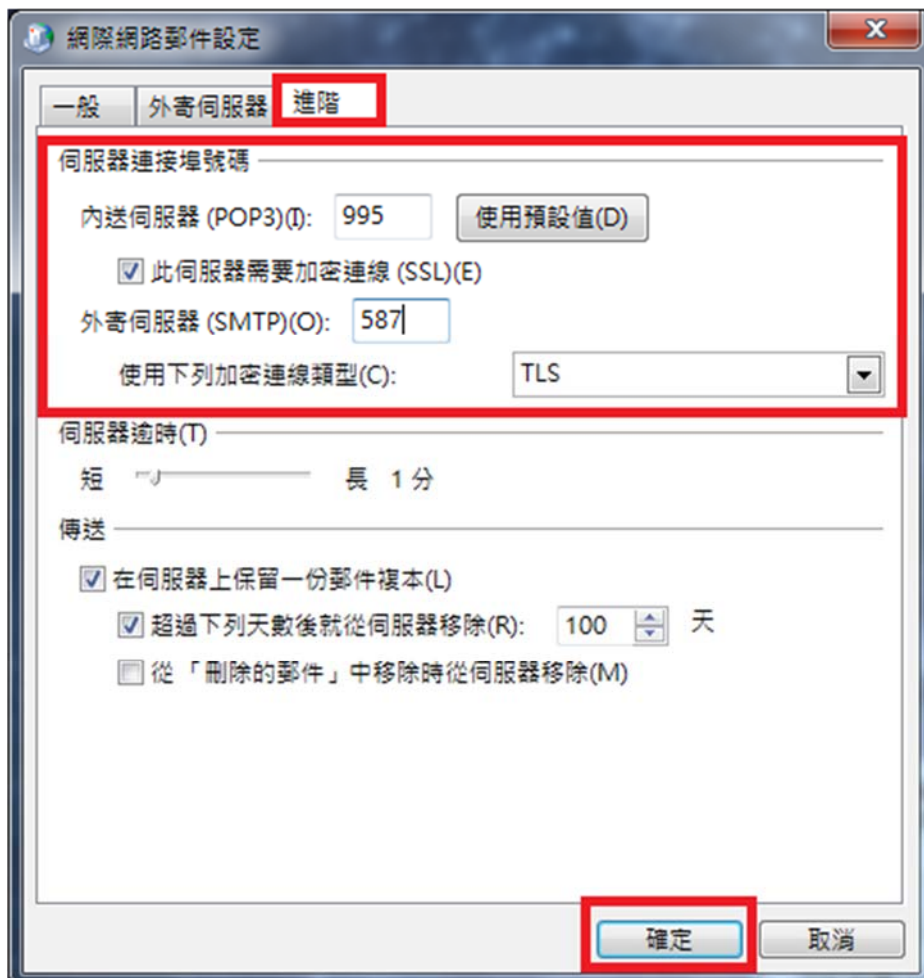 網際網路郵件設定
一般 外寄伺服器 進階
伺服器連接埠號碼
內送伺服器 (POP3)(I): 995 使用預設值(D)
此伺服器需要加密連線 (SSL)(E)
外寄伺服器 (SMTP)(O): 587
使用下列加密連線類型(C): TLS
伺服器逾時(T)
短 長 1 分
傳送
在伺服器上保留一份郵件複本(L)
超過下列天數後就從伺服器移除(R): 100 天
從「刪除的郵件」中移除時從伺服器移除(M)
確定 取消